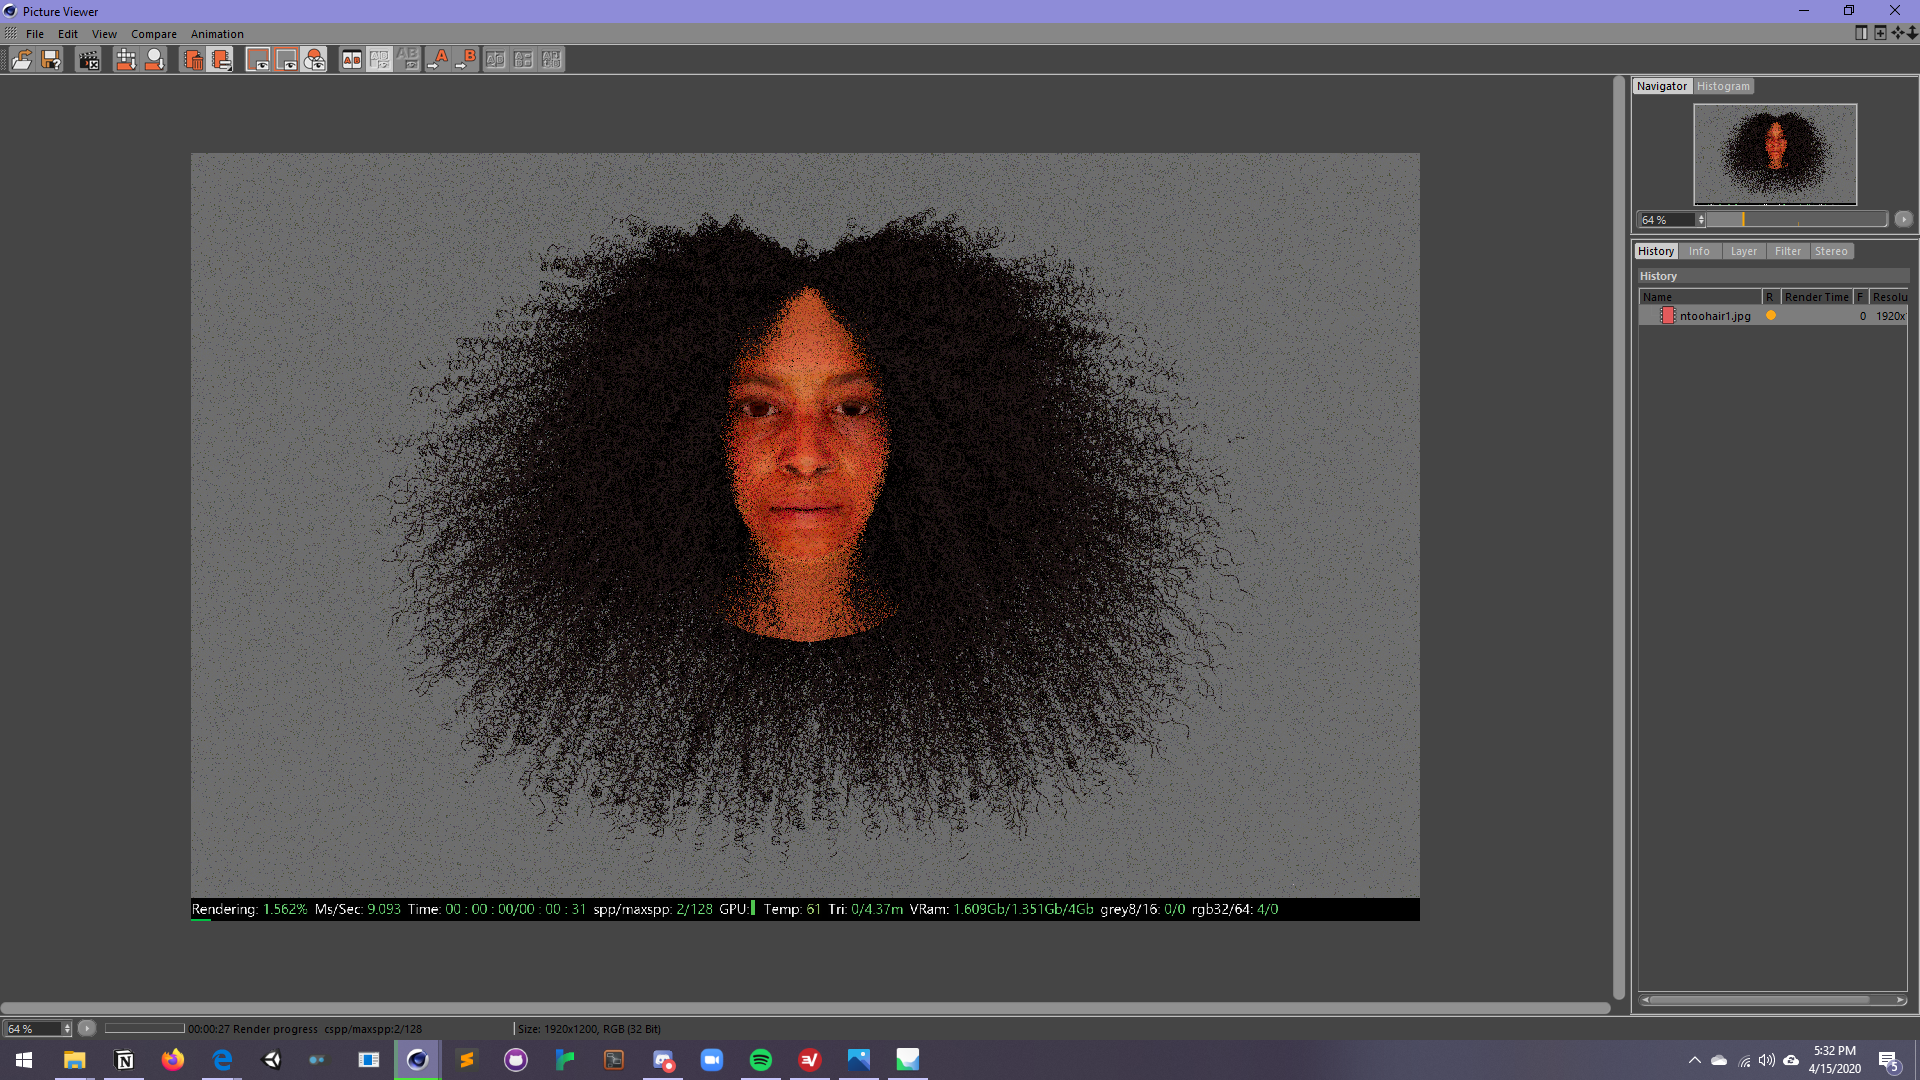 Picture Viewer
File Edit View Compare Animation
Navigator Histogram
64 %
History Info Layer Filter Stereo
History
Name R Render Time F Resolu
ntoohair1.jpg 0 1920x
Rendering: 1.562% Ms/Sec: 9.093 Time: 00 : 00 : 00/00 : 00 : 31 spp/maxspp: 2/128 GPU: Temp: 61 Tri: 0/4.37m VRam: 1.609Gb/1.351Gb/4Gb grey8/16: 0/0 rgb32/64: 4/0
64 % 00:00:27 Render progress cspp/maxspp:2/128 Size: 1920x1200, RGB (32 Bit)
5:32 PM
4/15/2020
5